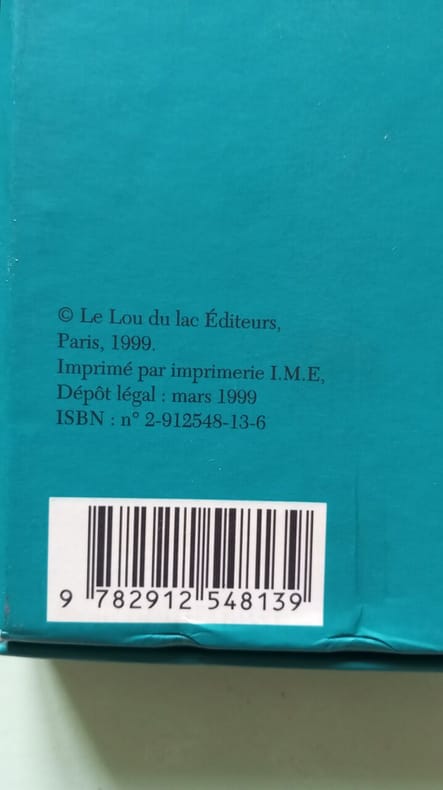 © Le Lou du lac Éditeurs,
Paris, 1999.
Imprimé par imprimerie I.M.E,
Dépôt légal : mars 1999
ISBN : n° 2-912548-13-6
9 782912 548139